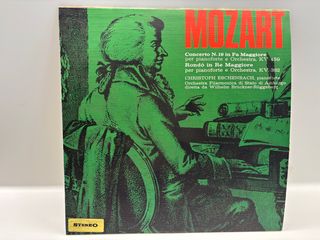 MOZART
Concerto N. 19 in Fa Maggiore
per pianoforte e Orchestra, KV 459
Rondò in Re Maggiore
per pianoforte e Orchestra, KV 382
CHRISTOPH ESCHENBACH, pianoforte
Orchestra Filarmonica di Stato di Amburgo
diretta da Wilhelm Brückner-Rüggeberg
STEREO